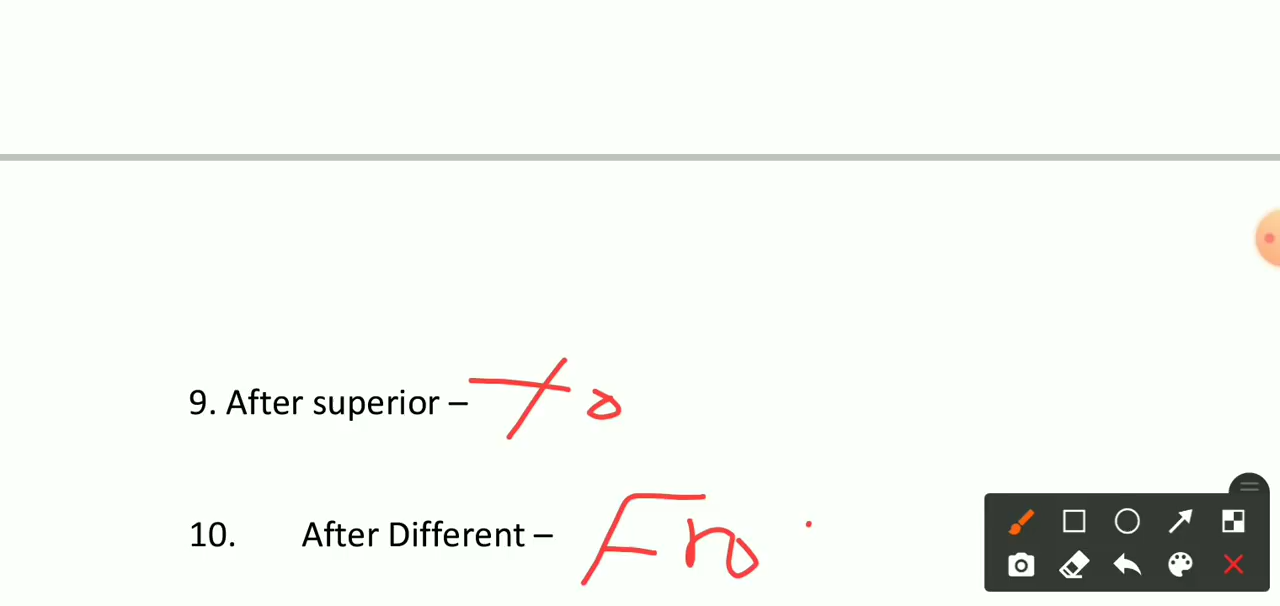 9. After superior – To
10. After Different – Fro